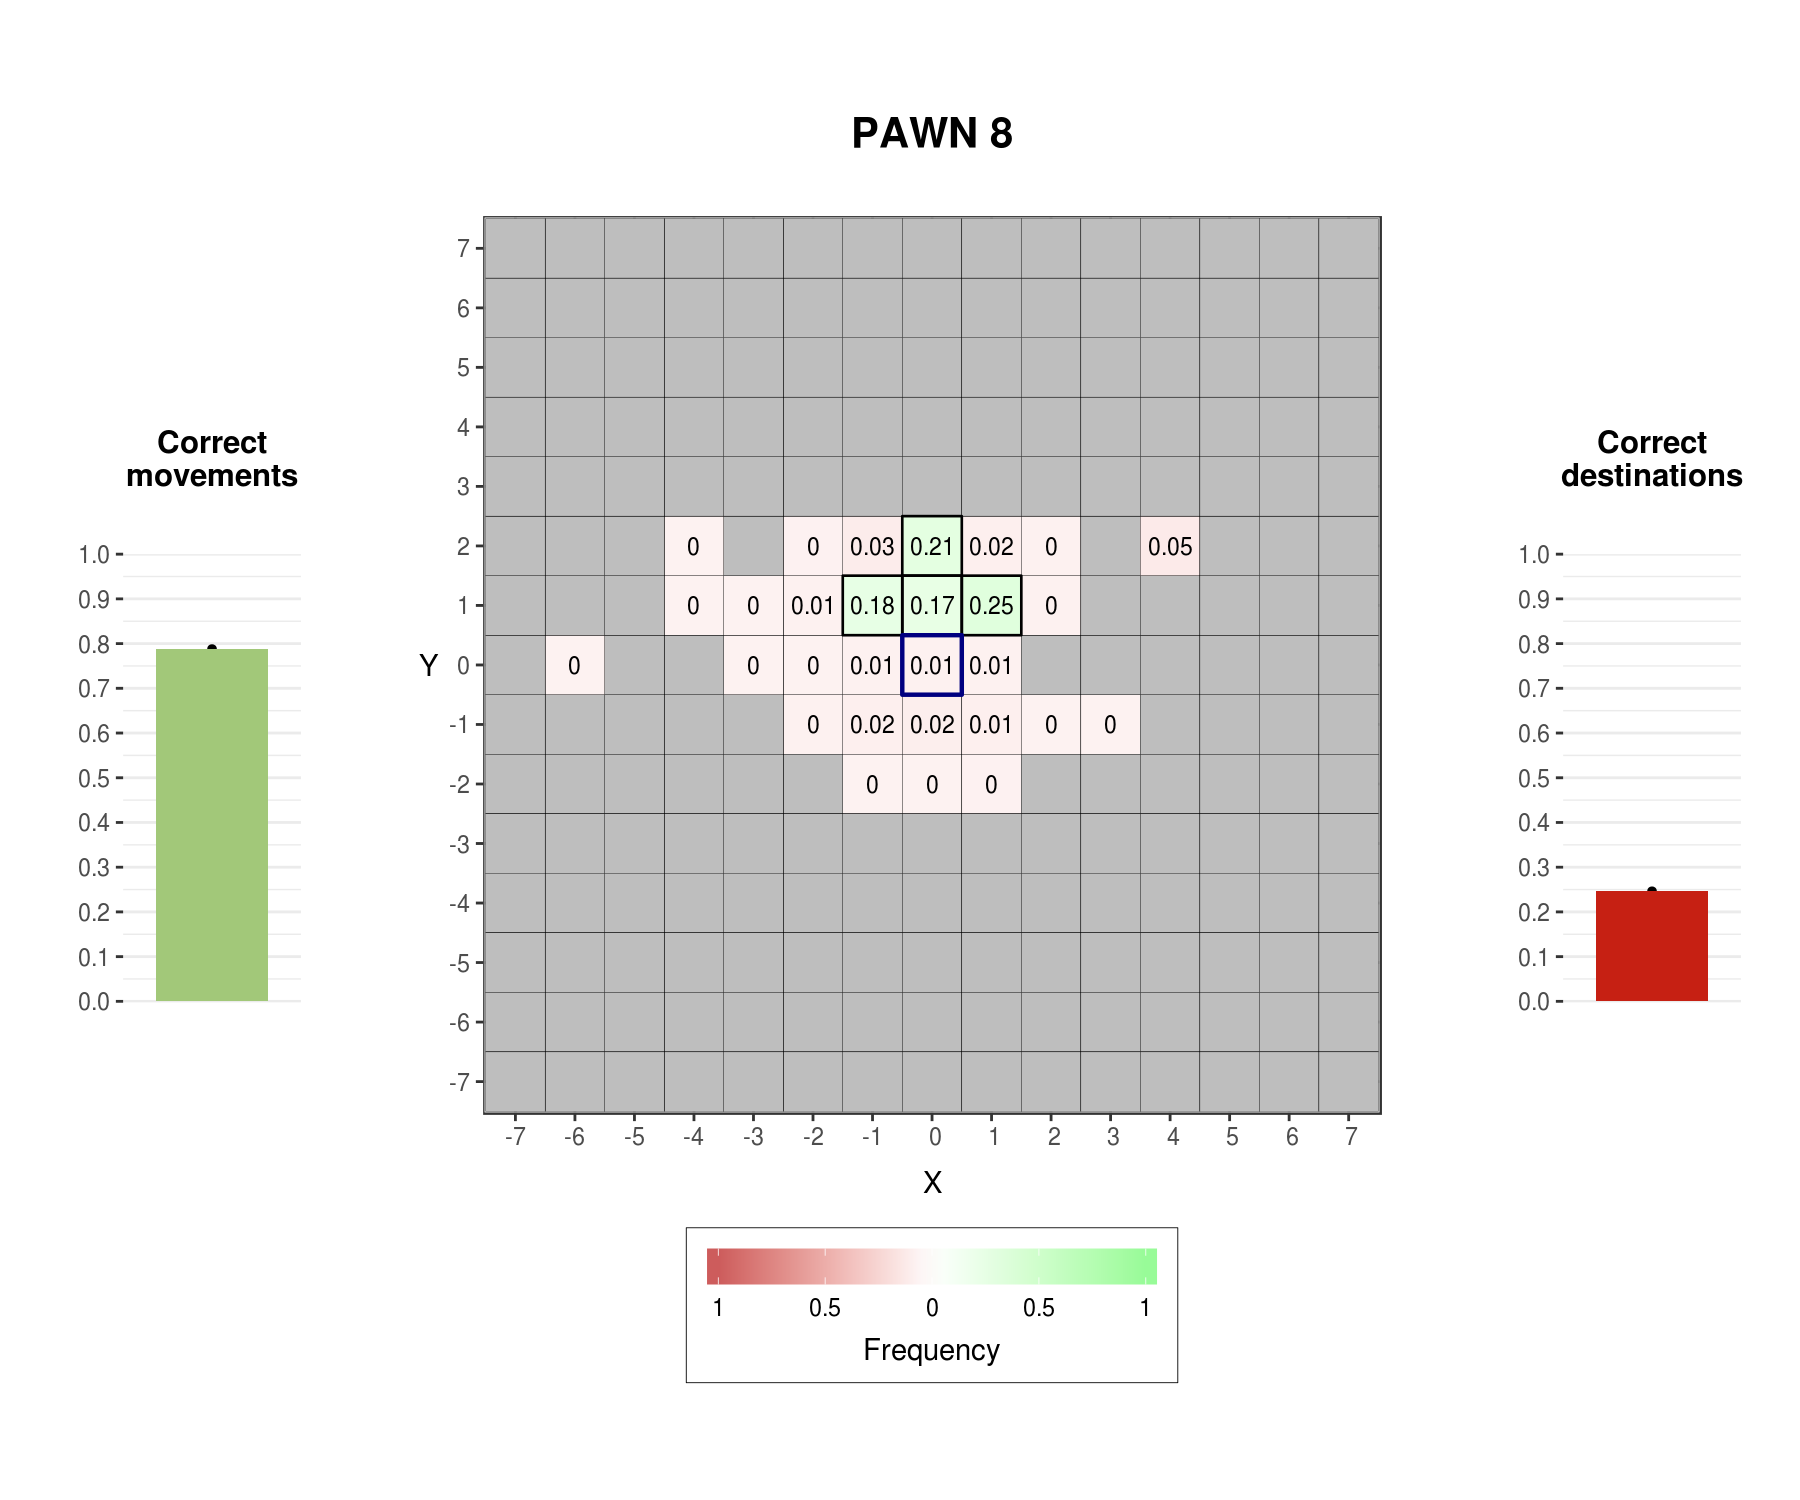 PAWN 8
Correct
movements
1.0
0.9
0.8
0.7
0.6
0.5
0.4
0.3
0.2
0.1
0.0
Y
7
6
5
4
3
2 0 0 0.03 0.21 0.02 0 0.05
1 0 0 0.01 0.18 0.17 0.25 0
0 0 0 0 0.01 0.01 0.01
-1 0 0.02 0.02 0.01 0 0
-2 0 0 0
-3
-4
-5
-6
-7
-7 -6 -5 -4 -3 -2 -1 0 1 2 3 4 5 6 7
X
1 0.5 0 0.5 1
Frequency
Correct
destinations
1.0
0.9
0.8
0.7
0.6
0.5
0.4
0.3
0.2
0.1
0.0